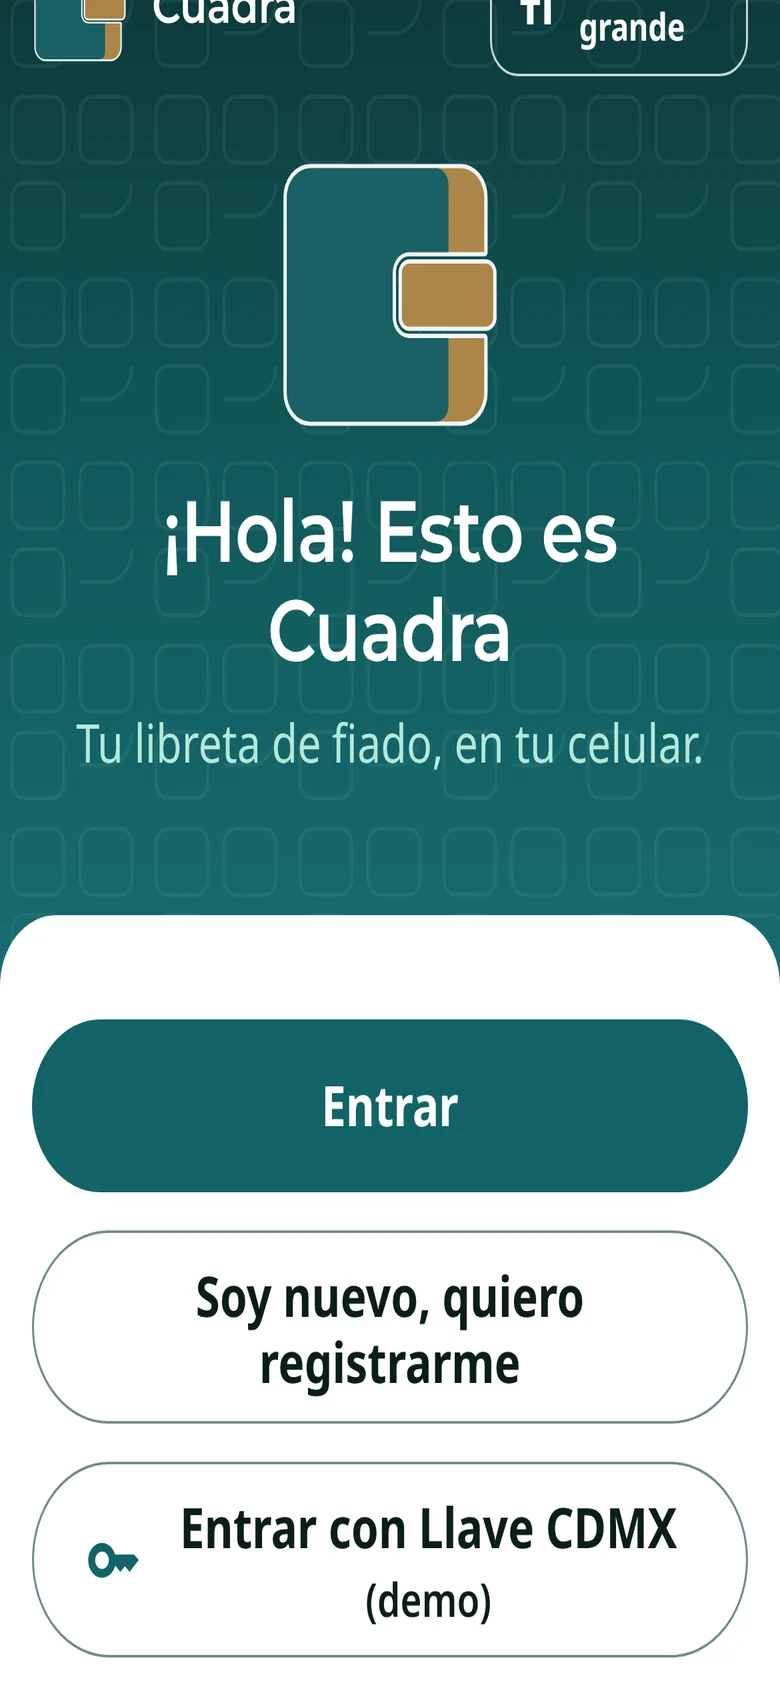 Cuadra
grande
¡Hola! Esto es
Cuadra
Tu libreta de fiado, en tu celular.
Entrar
Soy nuevo, quiero
registrarme
Entrar con Llave CDMX
(demo)